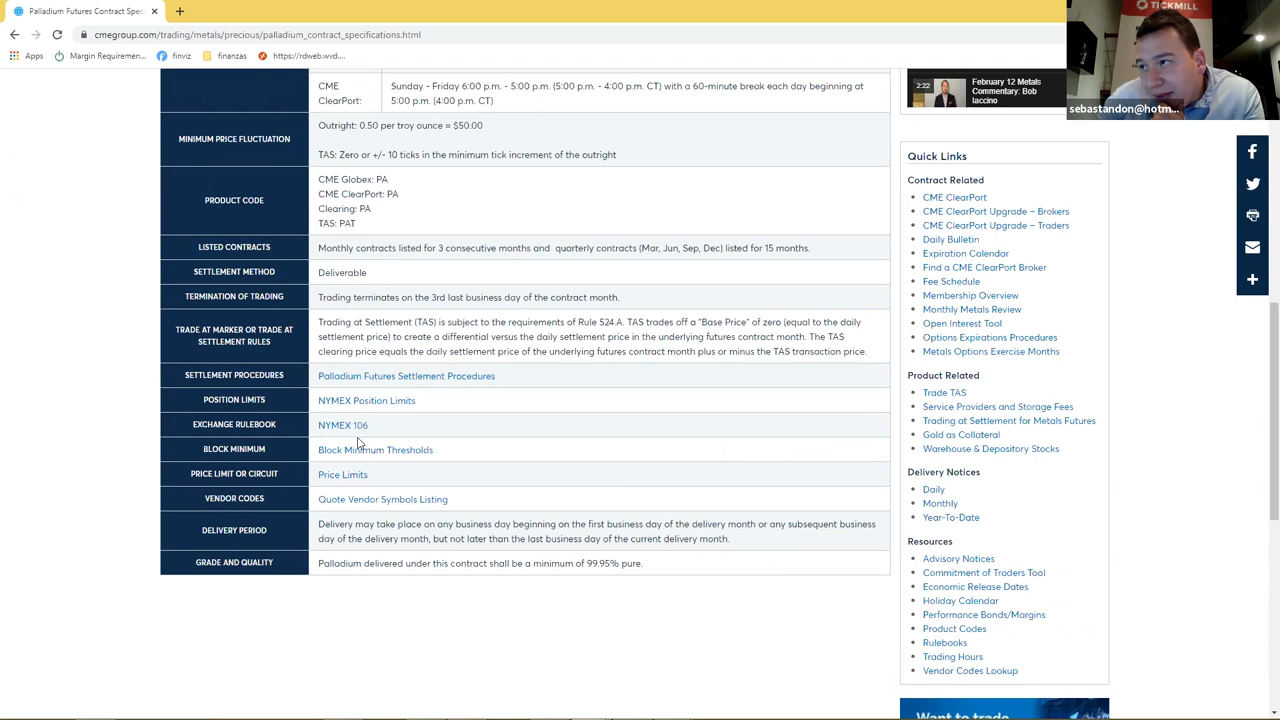 Palladium Futures Contract Spec
cmegroup.com/trading/metals/precious/palladium_contract_specifications.html
Apps
Margin Requiremen...
finviz
finanzas
https://rdweb.wvd....
TICKMILL
sebastandon@hotm...
CME ClearPort:
Sunday - Friday 6:00 p.m. - 5:00 p.m. (5:00 p.m. - 4:00 p.m. CT) with a 60-minute break each day beginning at
5:00 p.m. (4:00 p.m. CT)
MINIMUM PRICE FLUCTUATION
Outright: 0.50 per troy ounce = $50.00
TAS: Zero or +/- 10 ticks in the minimum tick increment of the outright
PRODUCT CODE
CME Globex: PA
CME ClearPort: PA
Clearing: PA
TAS: PAT
LISTED CONTRACTS
Monthly contracts listed for 3 consecutive months and quarterly contracts (Mar, Jun, Sep, Dec) listed for 15 months.
SETTLEMENT METHOD
Deliverable
TERMINATION OF TRADING
Trading terminates on the 3rd last business day of the contract month.
TRADE AT MARKER OR TRADE AT
SETTLEMENT RULES
Trading at Settlement (TAS) is subject to the requirements of Rule 524.A. TAS trades off a "Base Price" of zero (equal to the daily
settlement price) to create a differential versus the daily settlement price in the underlying futures contract month. The TAS
clearing price equals the daily settlement price of the underlying futures contract month plus or minus the TAS transaction price.
SETTLEMENT PROCEDURES
Palladium Futures Settlement Procedures
POSITION LIMITS
NYMEX Position Limits
EXCHANGE RULEBOOK
NYMEX 106
BLOCK MINIMUM
Block Minimum Thresholds
PRICE LIMIT OR CIRCUIT
Price Limits
VENDOR CODES
Quote Vendor Symbols Listing
DELIVERY PERIOD
Delivery may take place on any business day beginning on the first business day of the delivery month or any subsequent business
day of the delivery month, but not later than the last business day of the current delivery month.
GRADE AND QUALITY
Palladium delivered under this contract shall be a minimum of 99.95% pure.
2:22
February 12 Metals
Commentary: Bob
Iaccino
Quick Links
Contract Related
CME ClearPort
CME ClearPort Upgrade – Brokers
CME ClearPort Upgrade – Traders
Daily Bulletin
Expiration Calendar
Find a CME ClearPort Broker
Fee Schedule
Membership Overview
Monthly Metals Review
Open Interest Tool
Options Expirations Procedures
Metals Options Exercise Months
Product Related
Trade TAS
Service Providers and Storage Fees
Trading at Settlement for Metals Futures
Gold as Collateral
Warehouse & Depository Stocks
Delivery Notices
Daily
Monthly
Year-To-Date
Resources
Advisory Notices
Commitment of Traders Tool
Economic Release Dates
Holiday Calendar
Performance Bonds/Margins
Product Codes
Rulebooks
Trading Hours
Vendor Codes Lookup
Want to trade